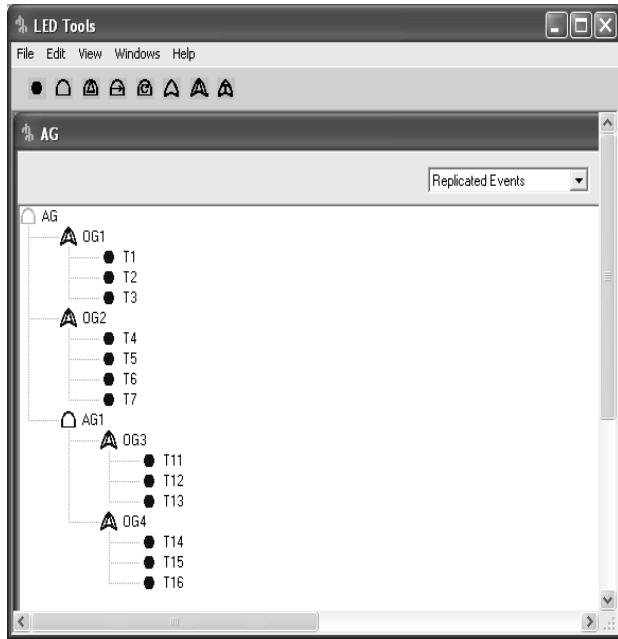 LED Tools
File Edit View Windows Help
AG
Replicated Events
AG
OG1
T1
T2
T3
OG2
T4
T5
T6
T7
AG1
OG3
T11
T12
T13
OG4
T14
T15
T16